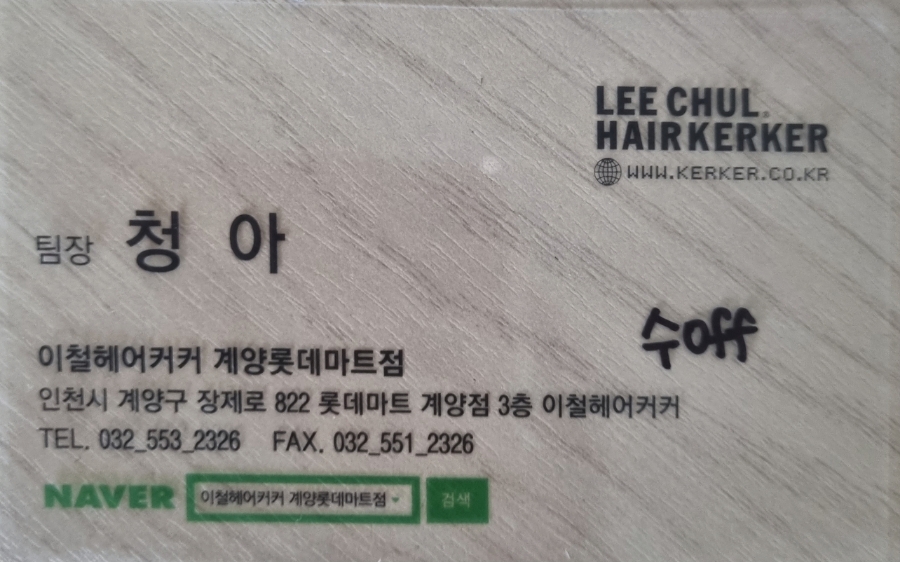 LEE CHUL®
HAIRKERKER
WWW.KERKER.CO.KR
팀장 청 아
수off
이철헤어커커 계양롯데마트점
인천시 계양구 장제로 822 롯데마트 계양점 3층 이철헤어커커
TEL. 032_553_2326 FAX. 032_551_2326
NAVER 이철헤어커커 계양롯데마트점 검색